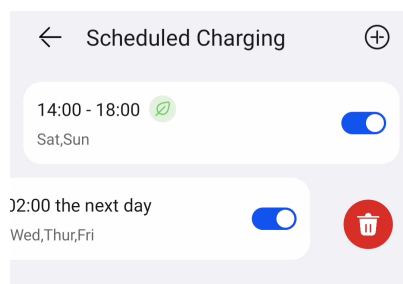 Scheduled Charging
14:00 - 18:00
Sat,Sun
02:00 the next day
Wed,Thur,Fri